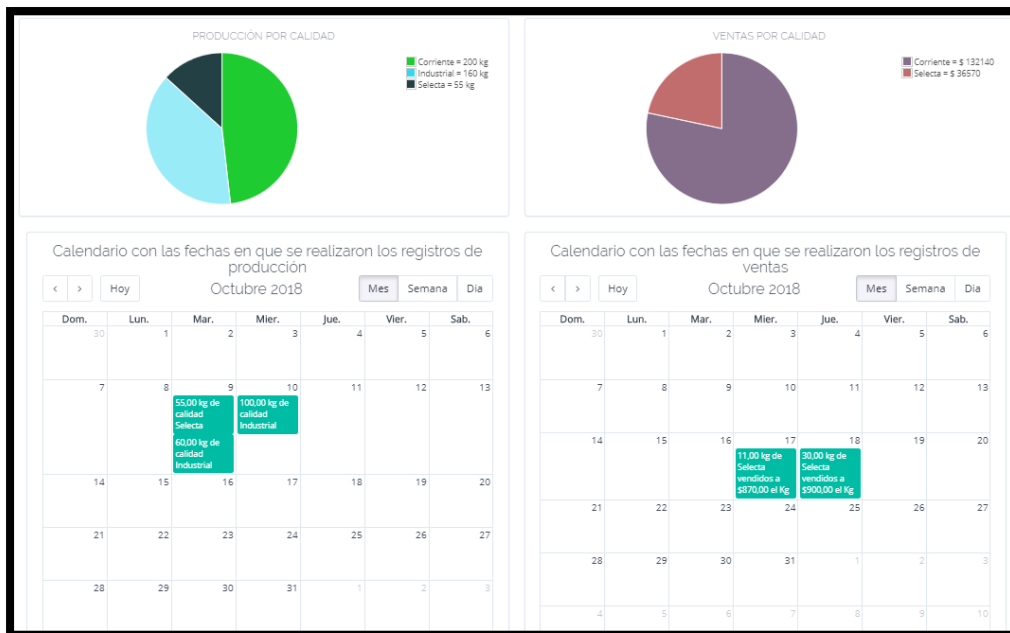 PRODUCCIÓN POR CALIDAD
Corriente = 200 kg
Industrial = 160 kg
Selecta = 55 kg
VENTAS POR CALIDAD
Corriente = $ 132140
Selecta = $ 36570
Calendario con las fechas en que se realizaron los registros de
producción
< > Hoy Octubre 2018 Mes Semana Dia
Dom. Lun. Mar. Mier. Jue. Vier. Sab.
30 1 2 3 4 5 6
7 8 9 10 11 12 13
55,00 kg de
calidad
Selecta
60,00 kg de
calidad
Industrial
100,00 kg de
calidad
Industrial
14 15 16 17 18 19 20
21 22 23 24 25 26 27
28 29 30 31 1 2 3
Calendario con las fechas en que se realizaron los registros de
ventas
< > Hoy Octubre 2018 Mes Semana Dia
Dom. Lun. Mar. Mier. Jue. Vier. Sab.
30 1 2 3 4 5 6
7 8 9 10 11 12 13
14 15 16 17 18 19 20
11,00 kg de
Selecta
vendidos a
$870,00 el Kg
30,00 kg de
Selecta
vendidos a
$900,00 el Kg
21 22 23 24 25 26 27
28 29 30 31 1 2 3
4 5 6 7 8 9 10